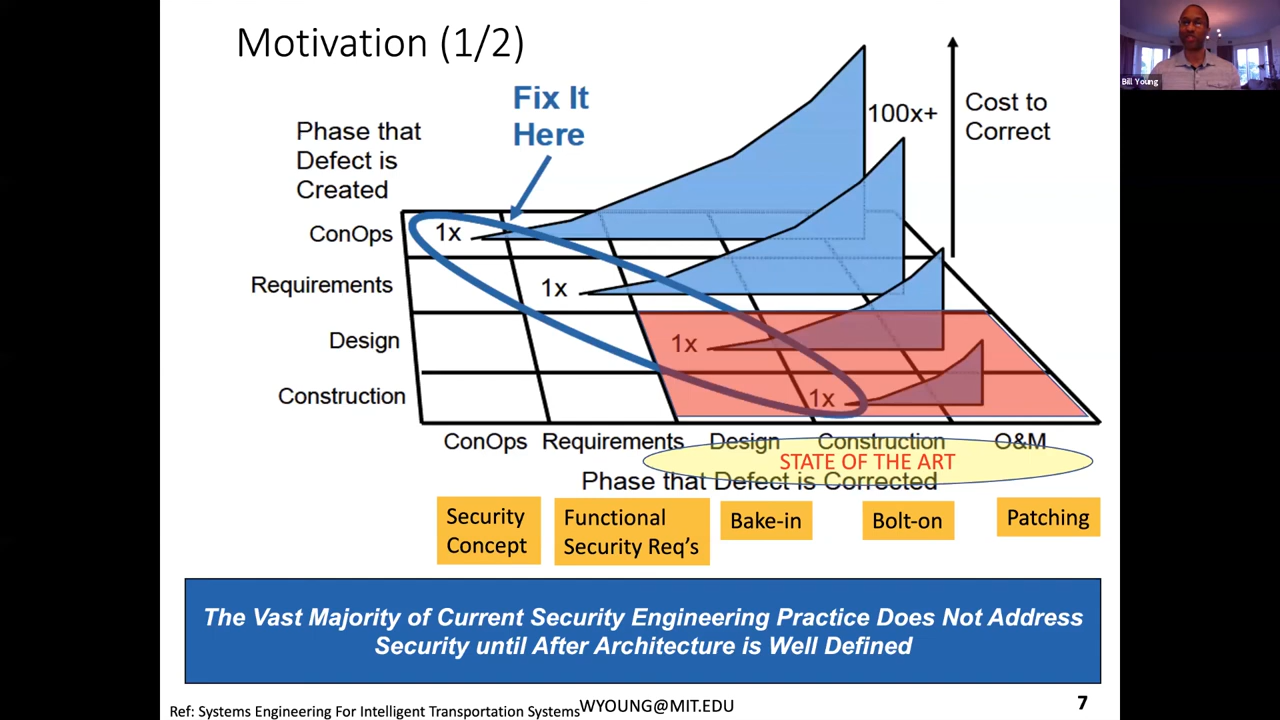 Motivation (1/2)
Bill Young
Fix It
Here
100x+
Cost to
Correct
Phase that
Defect is
Created
ConOps
1x
Requirements
1x
Design
1x
Construction
1x
ConOps Requirements Design Construction O&M
STATE OF THE ART
Phase that Defect is Corrected
Security
Concept
Functional
Security Req's
Bake-in
Bolt-on
Patching
The Vast Majority of Current Security Engineering Practice Does Not Address
Security until After Architecture is Well Defined
Ref: Systems Engineering For Intelligent Transportation Systems
WYOUNG@MIT.EDU
7